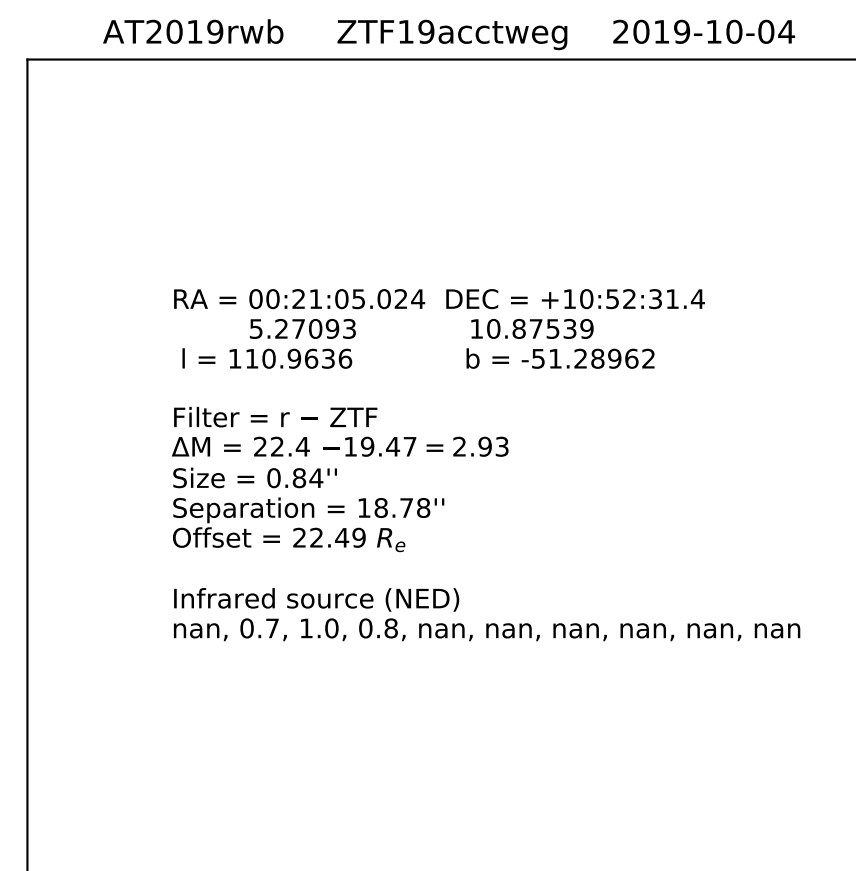 AT2019rwb ZTF19acctweg 2019-10-04
RA = 00:21:05.024 DEC = +10:52:31.4
5.27093 10.87539
l = 110.9636 b = -51.28962
Filter = r − ZTF
ΔM = 22.4 −19.47 = 2.93
Size = 0.84''
Separation = 18.78''
Offset = 22.49 Re
Infrared source (NED)
nan, 0.7, 1.0, 0.8, nan, nan, nan, nan, nan, nan